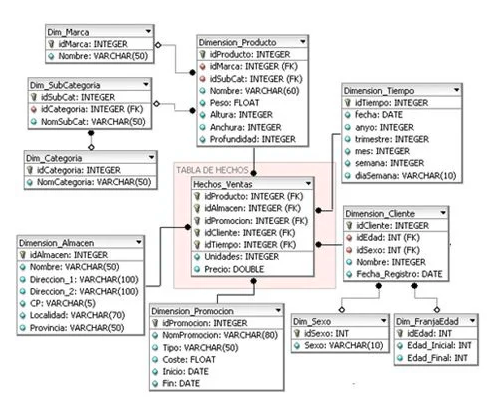 Dim_Marca
idMarca: INTEGER
Nombre: VARCHAR(50)
Dimension_Producto
idProducto: INTEGER
idMarca: INTEGER (FK)
idSubCat: INTEGER (FK)
Nombre: VARCHAR(60)
Peso: FLOAT
Altura: INTEGER
Anchura: INTEGER
Profundidad: INTEGER
Dim_SubCategoria
idSubCat: INTEGER
idCategoria: INTEGER (FK)
NomSubCat: VARCHAR(50)
Dim_Categoria
idCategoria: INTEGER
NomCategoria: VARCHAR(50)
Dimension_Tiempo
idTiempo: INTEGER
fecha: DATE
anyo: INTEGER
trimestre: INTEGER
mes: INTEGER
semana: INTEGER
diaSemana: VARCHAR(10)
TABLA DE HECHOS
Hechos_Ventas
idProducto: INTEGER (FK)
idAlmacen: INTEGER (FK)
idPromocion: INTEGER (FK)
idCliente: INTEGER (FK)
idTiempo: INTEGER (FK)
Unidades: INTEGER
Precio: DOUBLE
Dimension_Cliente
idCliente: INTEGER
idEdad: INT (FK)
idSexo: INT (FK)
Nombre: INTEGER
Fecha_Registro: DATE
Dimension_Almacen
idAlmacen: INTEGER
Nombre: VARCHAR(50)
Direccion_1: VARCHAR(100)
Direccion_2: VARCHAR(100)
CP: VARCHAR(5)
Localidad: VARCHAR(70)
Provincia: VARCHAR(50)
Dimension_Promocion
idPromocion: INTEGER
NomPromocion: VARCHAR(80)
Tipo: VARCHAR(50)
Coste: FLOAT
Inicio: DATE
Fin: DATE
Dim_Sexo
idSexo: INT
Sexo: VARCHAR(10)
Dim_FranjaEdad
idEdad: INT
Edad_Inicial: INT
Edad_Final: INT